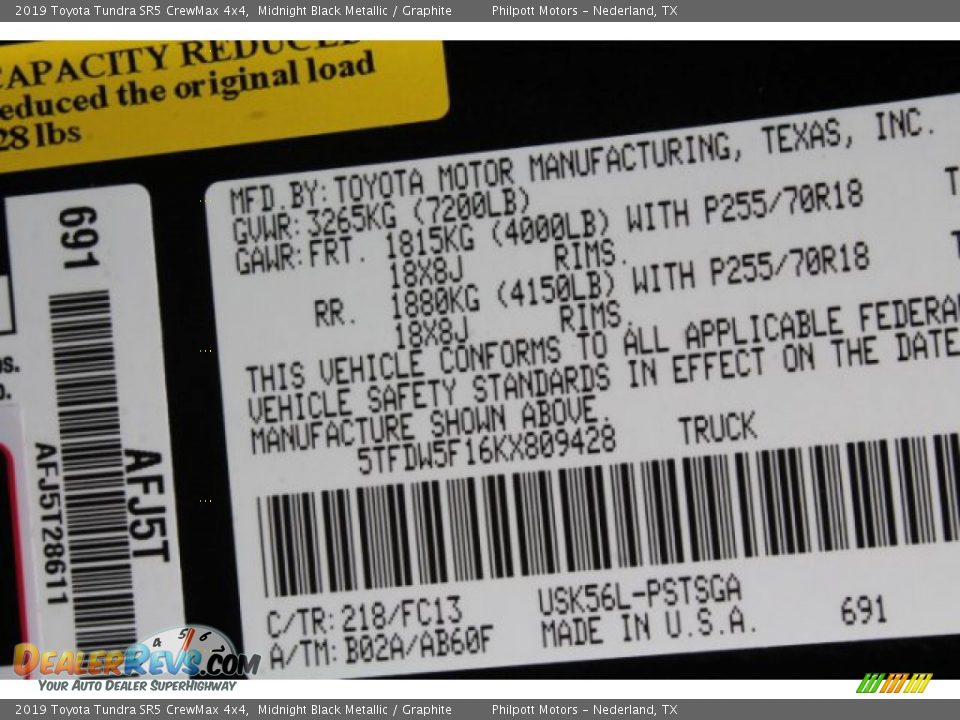 2019 Toyota Tundra SR5 CrewMax 4x4, Midnight Black Metallic / Graphite Philpott Motors – Nederland, TX
CAPACITY REDUCED
educed the original load
28 lbs
MFD.BY:TOYOTA MOTOR MANUFACTURING, TEXAS, INC.
GVWR:3265KG (7200LB)
GAWR:FRT. 1815KG (4000LB) WITH P255/70R18
18X8J RIMS.
RR. 1880KG (4150LB) WITH P255/70R18
18X8J RIMS.
THIS VEHICLE CONFORMS TO ALL APPLICABLE FEDERA
VEHICLE SAFETY STANDARDS IN EFFECT ON THE DATE
MANUFACTURE SHOWN ABOVE.
5TFDW5F16KX809428 TRUCK
C/TR:218/FC13
A/TM:B02A/AB60F
USK56L-PSTSGA
MADE IN U.S.A.
691
691
AFJ5T
AFJ5T28611
4 5 6
DEALERREVS.COM
YOUR AUTO DEALER SUPERHIGHWAY
2019 Toyota Tundra SR5 CrewMax 4x4, Midnight Black Metallic / Graphite Philpott Motors – Nederland, TX